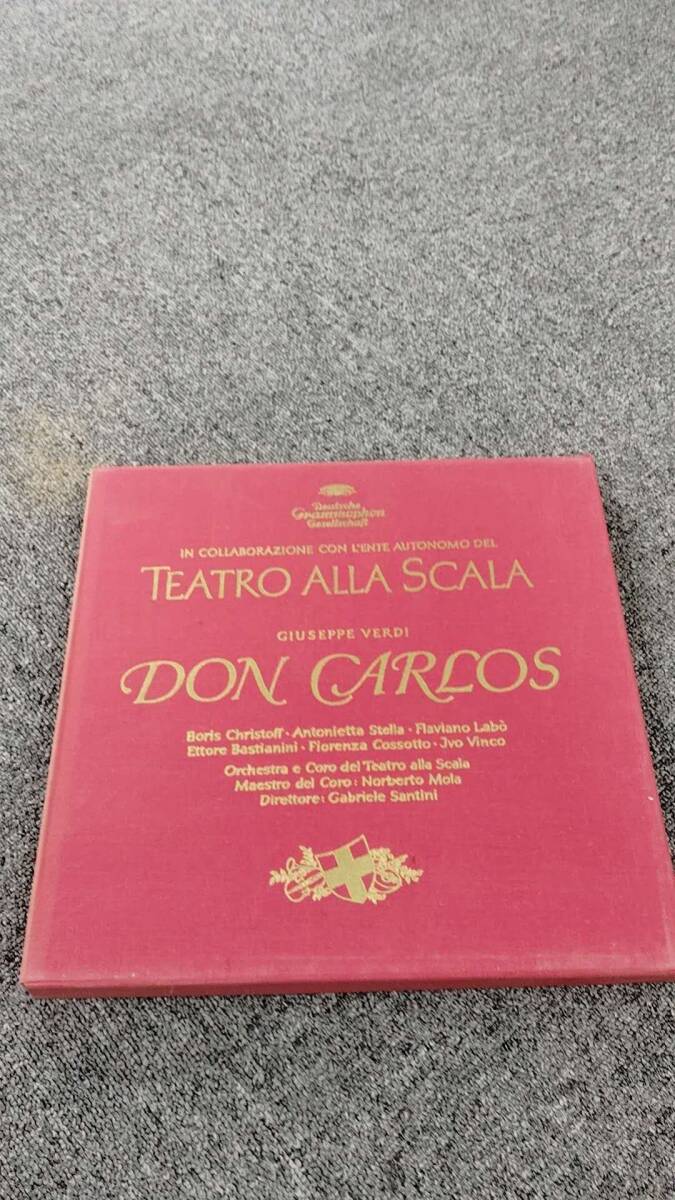 Deutsche
Grammophon
Gesellschaft
IN COLLABORAZIONE CON L'ENTE AUTONOMO DEL
TEATRO ALLA SCALA
GIUSEPPE VERDI
DON CARLOS
Boris Christoff · Antonietta Stella · Flaviano Labò
Ettore Bastianini · Fiorenza Cossotto · Jvo Vinco
Orchestra e Coro del Teatro alla Scala
Maestro del Coro: Norberto Mola
Direttore: Gabriele Santini